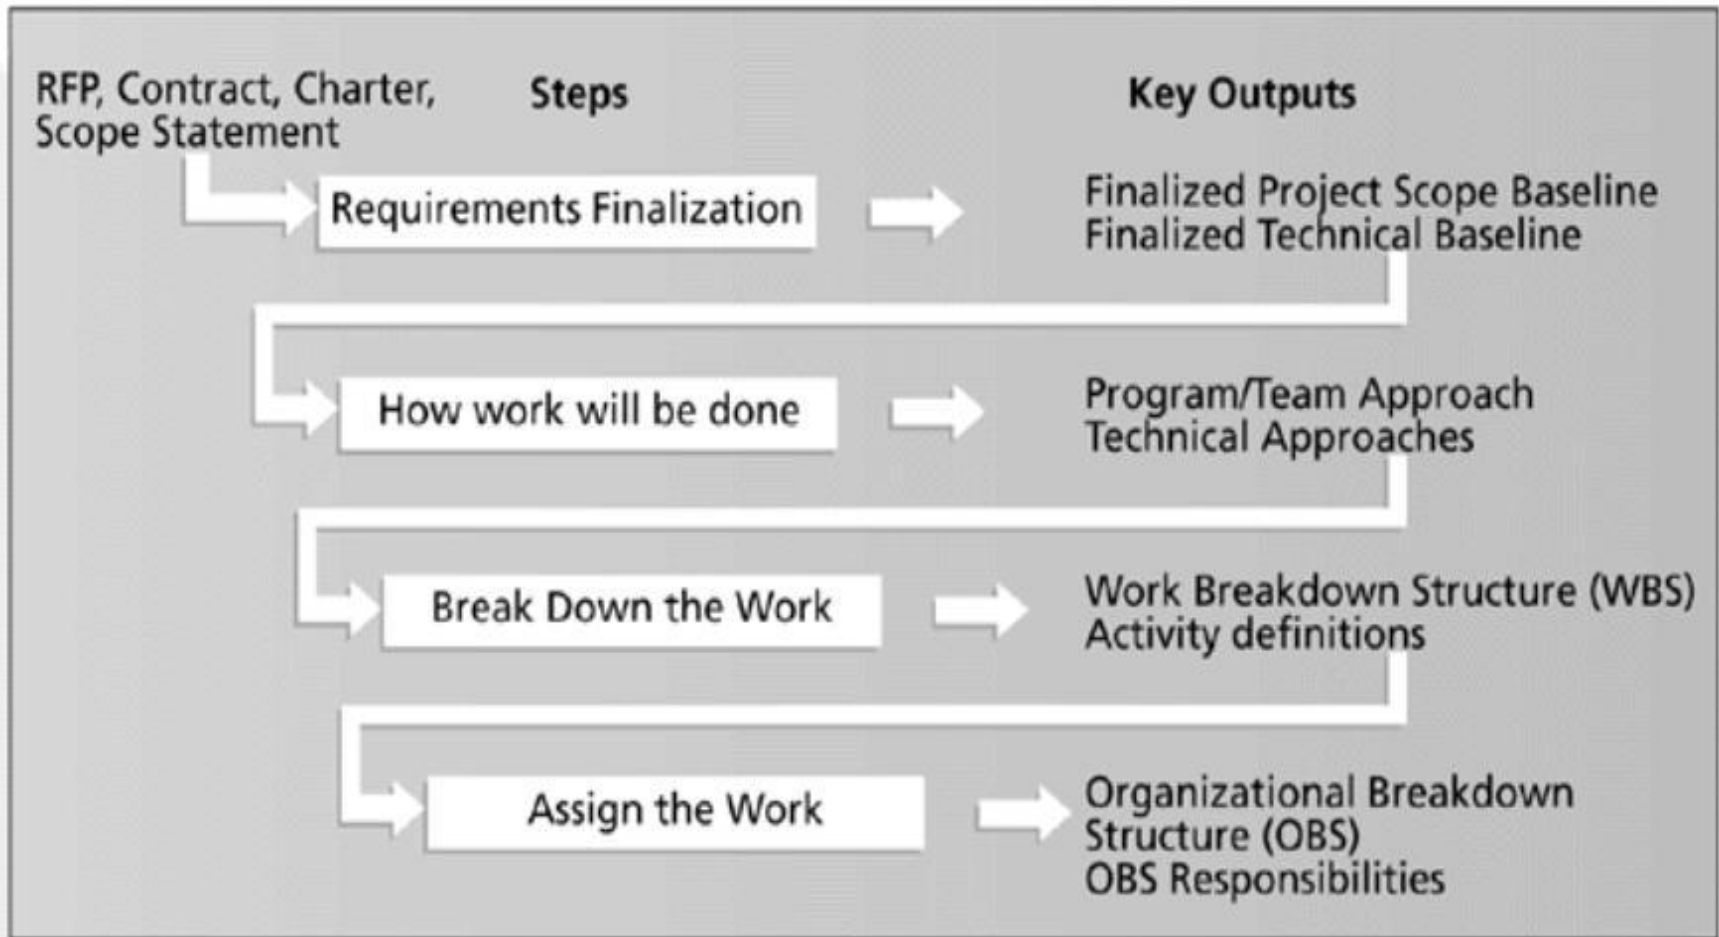 RFP, Contract, Charter,
Scope Statement
Steps
Key Outputs
Requirements Finalization
Finalized Project Scope Baseline
Finalized Technical Baseline
How work will be done
Program/Team Approach
Technical Approaches
Break Down the Work
Work Breakdown Structure (WBS)
Activity definitions
Assign the Work
Organizational Breakdown
Structure (OBS)
OBS Responsibilities